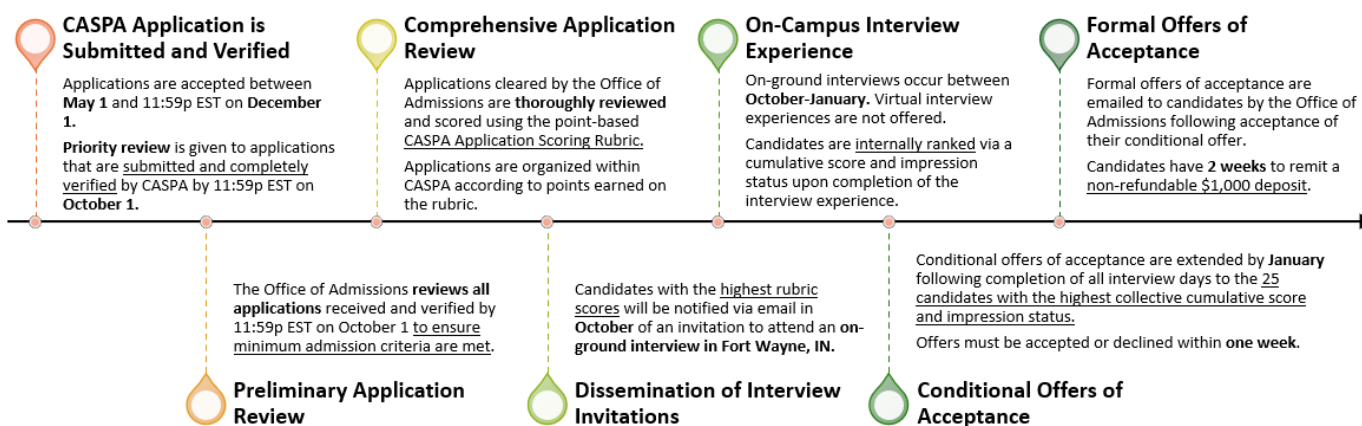 CASPA Application is
Submitted and Verified
Applications are accepted between
May 1 and 11:59p EST on December
1.
Priority review is given to applications
that are submitted and completely
verified by CASPA by 11:59p EST on
October 1.
The Office of Admissions reviews all
applications received and verified by
11:59p EST on October 1 to ensure
minimum admission criteria are met.
Preliminary Application
Review
Comprehensive Application
Review
Applications cleared by the Office of
Admissions are thoroughly reviewed
and scored using the point-based
CASPA Application Scoring Rubric.
Applications are organized within
CASPA according to points earned on
the rubric.
Candidates with the highest rubric
scores will be notified via email in
October of an invitation to attend an on-
ground interview in Fort Wayne, IN.
Dissemination of Interview
Invitations
On-Campus Interview
Experience
On-ground interviews occur between
October-January. Virtual interview
experiences are not offered.
Candidates are internally ranked via a
cumulative score and impression
status upon completion of the
interview experience.
Conditional offers of acceptance are extended by January
following completion of all interview days to the 25
candidates with the highest collective cumulative score
and impression status.
Offers must be accepted or declined within one week.
Conditional Offers of
Acceptance
Formal Offers of
Acceptance
Formal offers of acceptance are
emailed to candidates by the Office of
Admissions following acceptance of
their conditional offer.
Candidates have 2 weeks to remit a
non-refundable $1,000 deposit.